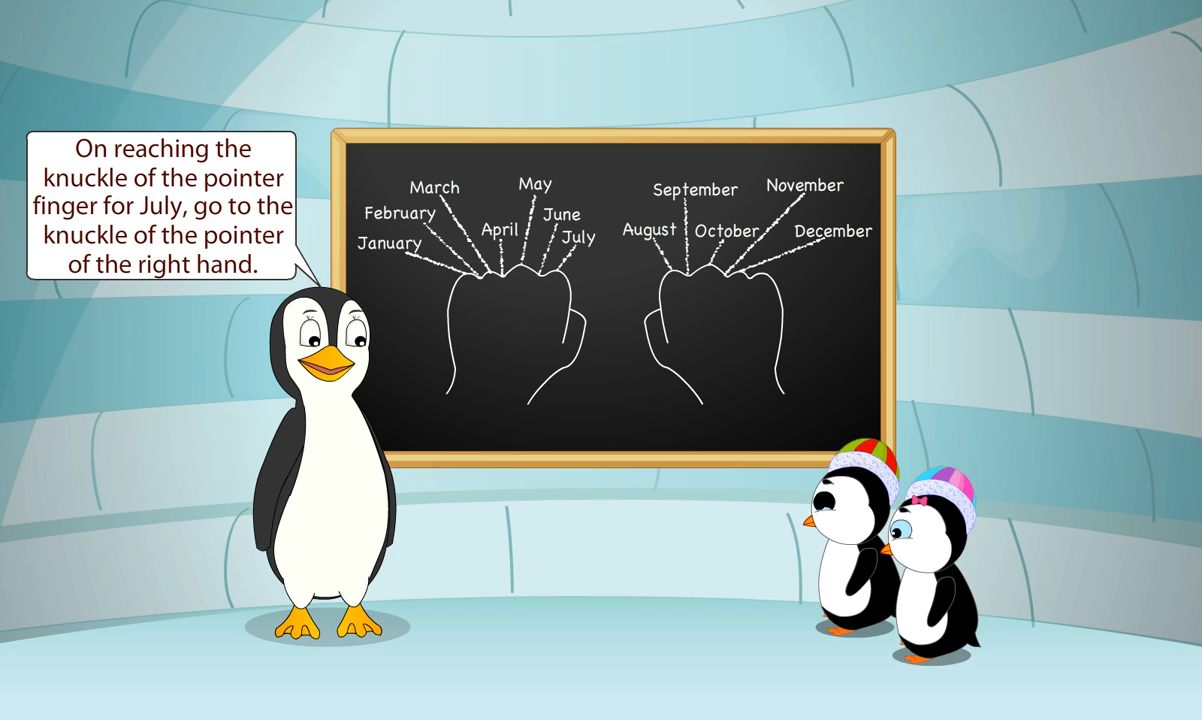 On reaching the
knuckle of the pointer
finger for July, go to the
knuckle of the pointer
of the right hand.
January
February
March
April
May
June
July
August
September
October
November
December